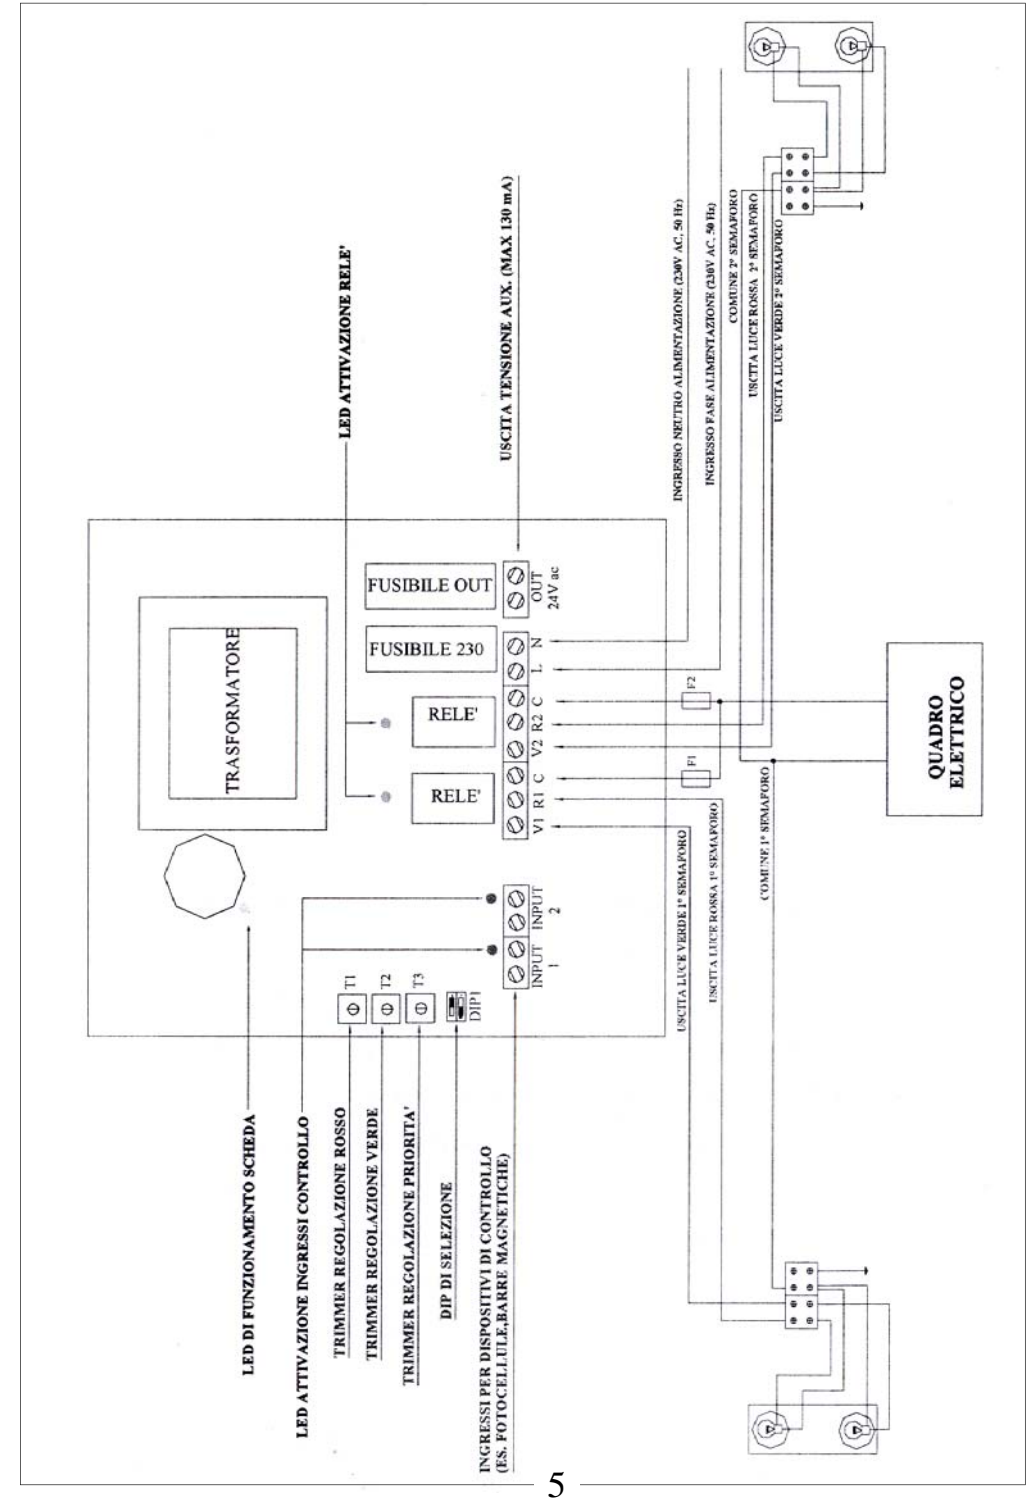 LED DI FUNZIONAMENTO SCHEDA
LED ATTIVAZIONE INGRESSI CONTROLLO
TRIMMER REGOLAZIONE ROSSO
TRIMMER REGOLAZIONE VERDE
TRIMMER REGOLAZIONE PRIORITA'
DIP DI SELEZIONE
INGRESSI PER DISPOSITIVI DI CONTROLLO
(ES. FOTOCELLULE,BARRE MAGNETICHE)
TRASFORMATORE
LED ATTIVAZIONE RELE'
T1
T2
T3
DIP1
RELE'
RELE'
FUSIBILE 230
FUSIBILE OUT
USCITA TENSIONE AUX. (MAX 130 mA)
INPUT
1
INPUT
2
V1
R1
C
V2
R2
C
L
N
OUT
24V ac
INGRESSO NEUTRO ALIMENTAZIONE (230V AC, 50 Hz)
INGRESSO FASE ALIMENTAZIONE (230V AC, 50 Hz)
COMUNE 2° SEMAFORO
USCITA LUCE ROSSA 2° SEMAFORO
USCITA LUCE VERDE 2° SEMAFORO
F1
F2
USCITA LUCE VERDE 1° SEMAFORO
USCITA LUCE ROSSA 1° SEMAFORO
COMUNE 1° SEMAFORO
QUADRO
ELETTRICO
5